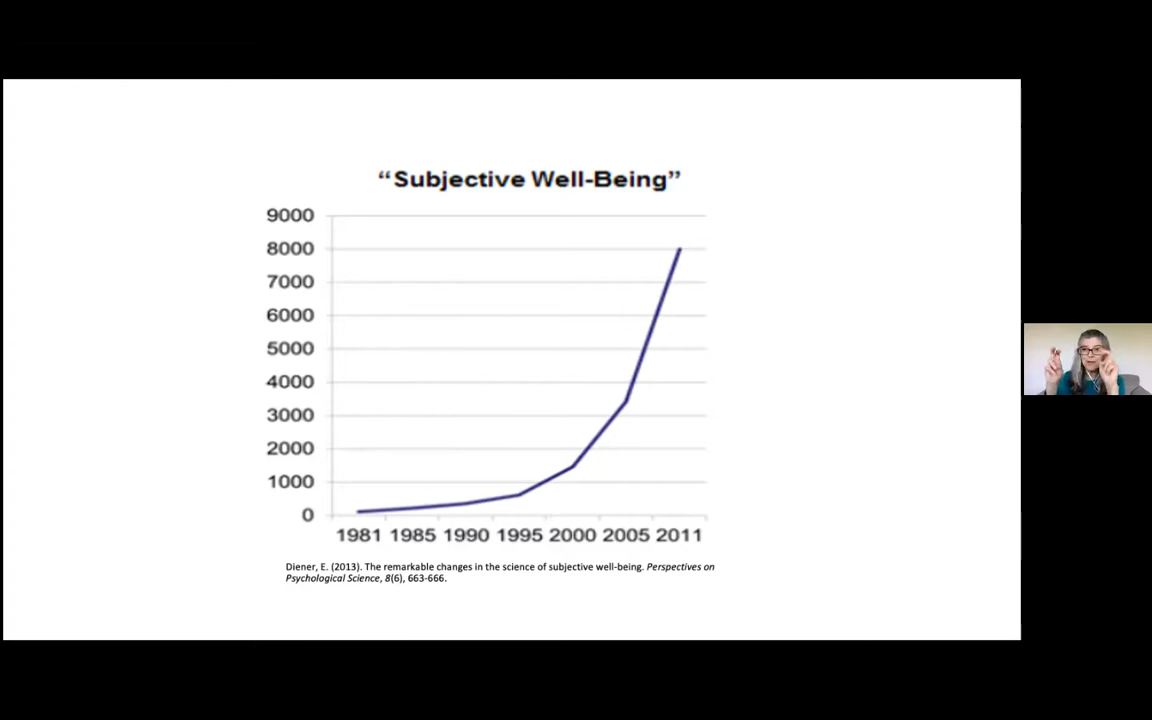 “Subjective Well-Being”
9000
8000
7000
6000
5000
4000
3000
2000
1000
0
1981 1985 1990 1995 2000 2005 2011
Diener, E. (2013). The remarkable changes in the science of subjective well-being. Perspectives on
Psychological Science, 8(6), 663-666.